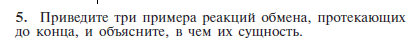 5. Приведите три примера реакций обмена, протекающих
до конца, и объясните, в чем их сущность.